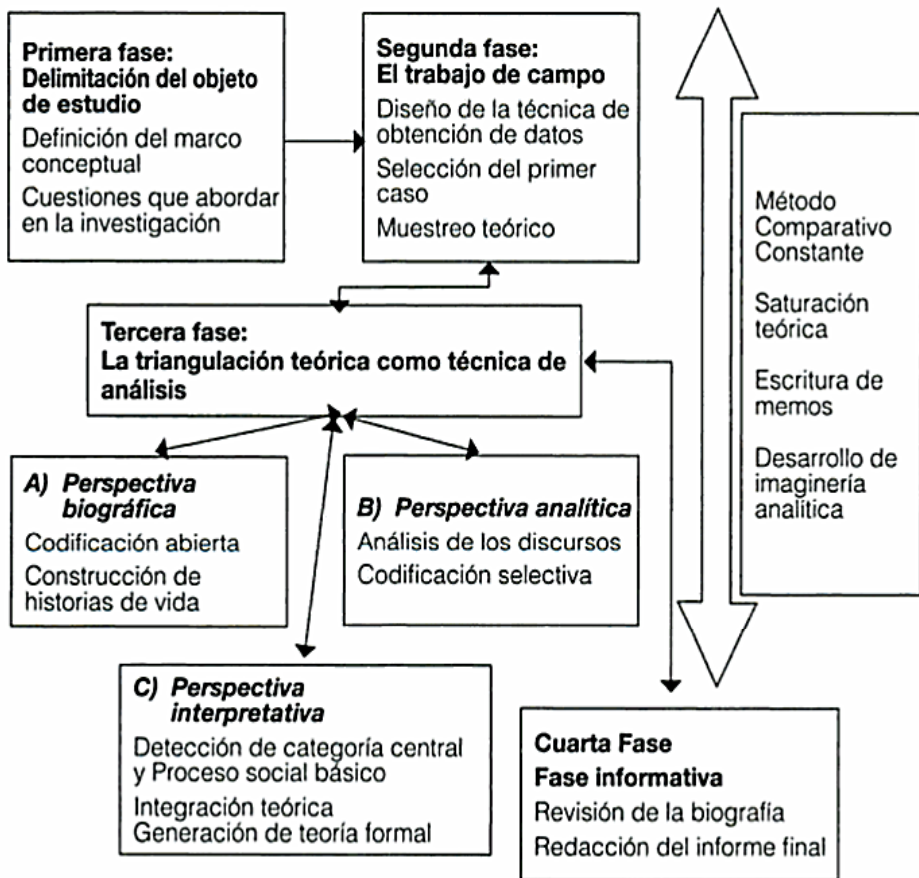 Primera fase:
Delimitación del objeto
de estudio
Definición del marco
conceptual
Cuestiones que abordar
en la investigación
Segunda fase:
El trabajo de campo
Diseño de la técnica de
obtención de datos
Selección del primer
caso
Muestreo teórico
Método
Comparativo
Constante
Saturación
teórica
Escritura de
memos
Desarrollo de
imaginería
analítica
Tercera fase:
La triangulación teórica como técnica de
análisis
A) Perspectiva
biográfica
Codificación abierta
Construcción de
historias de vida
B) Perspectiva analítica
Análisis de los discursos
Codificación selectiva
C) Perspectiva
interpretativa
Detección de categoría central
y Proceso social básico
Integración teórica
Generación de teoría formal
Cuarta Fase
Fase informativa
Revisión de la biografía
Redacción del informe final